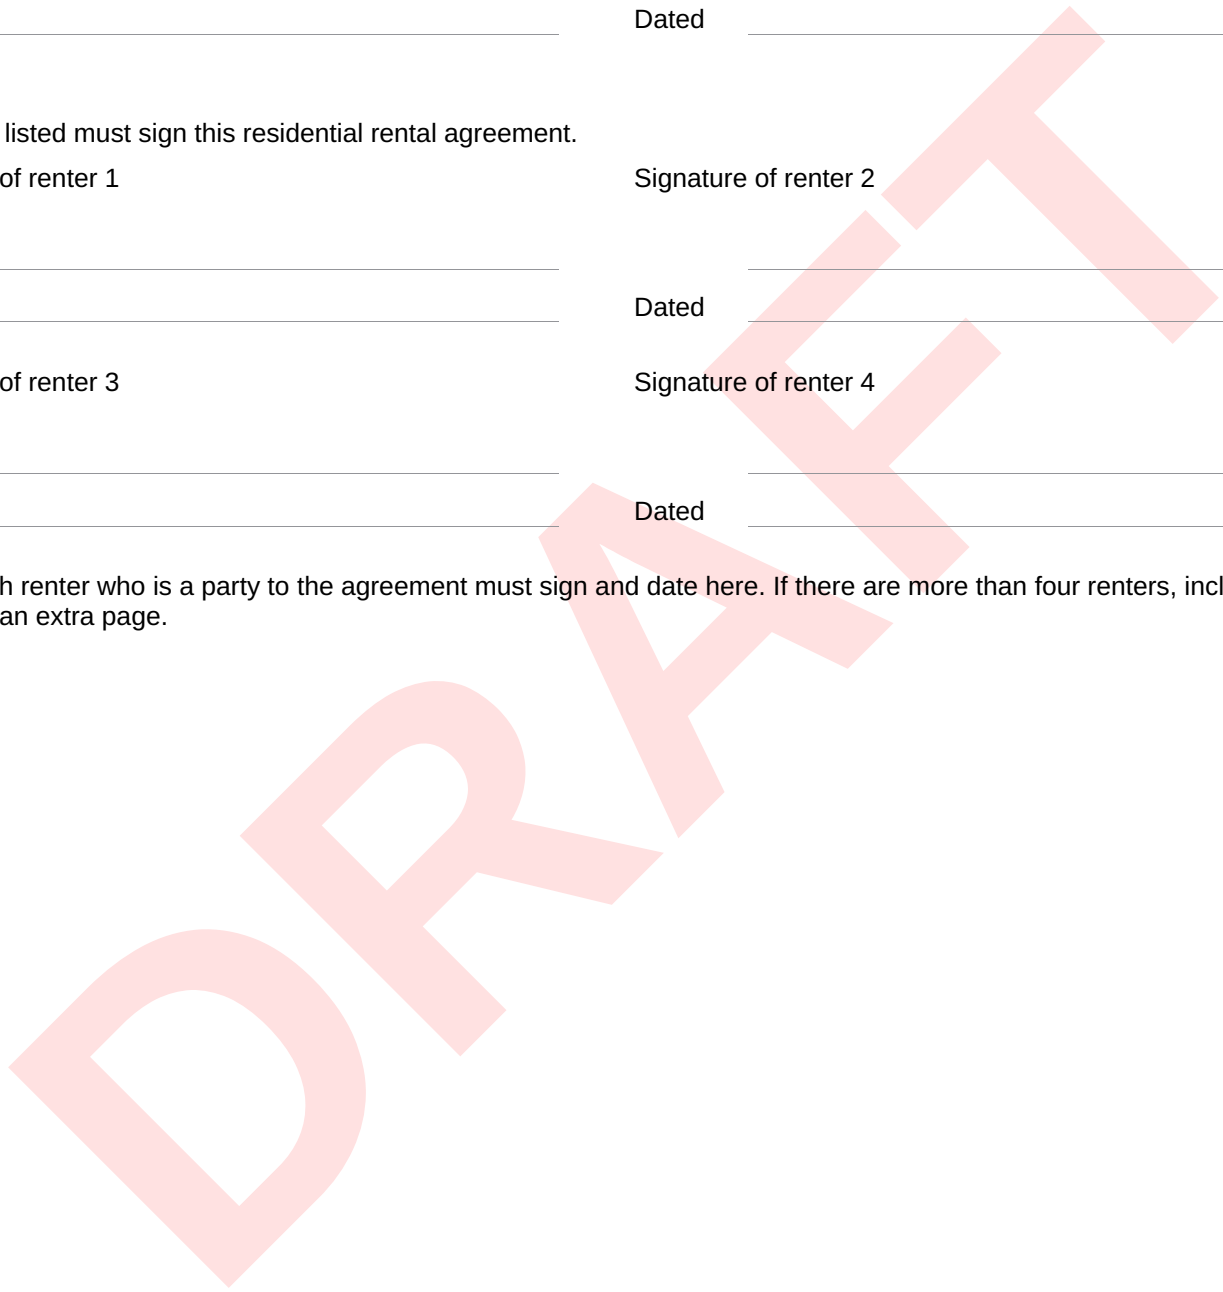 Dated
listed must sign this residential rental agreement.
of renter 1 Signature of renter 2
Dated
of renter 3 Signature of renter 4
Dated
h renter who is a party to the agreement must sign and date here. If there are more than four renters, incl
an extra page.
DRAFT